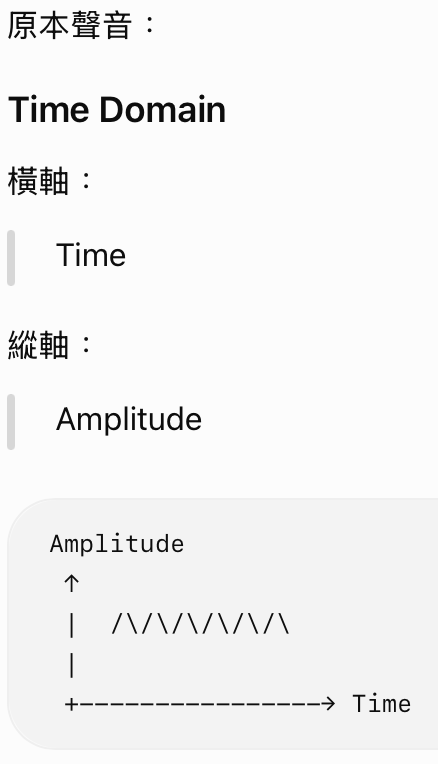 原本聲音：
Time Domain
橫軸：
Time
縱軸：
Amplitude
Amplitude
↑
|  /\/\/\/\/\/\
|
+————————————————→ Time